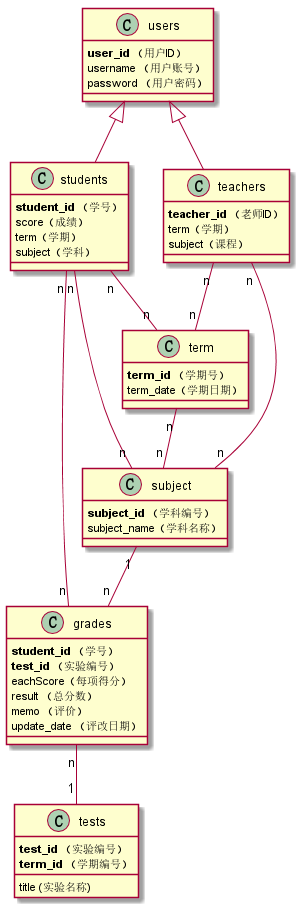 C users
user_id （用户ID）
username （用户账号）
password （用户密码）
C students
student_id （学号）
score（成绩）
term（学期）
subject（学科）
C teachers
teacher_id （老师ID）
term（学期）
subject（课程）
n n n n
n n
C term
term_id （学期号）
term_date（学期日期）
n
n n n
C subject
subject_id （学科编号）
subject_name（学科名称）
1
n n
C grades
student_id （学号）
test_id （实验编号）
eachScore（每项得分）
result （总分数）
memo （评价）
update_date （评改日期）
n
1
C tests
test_id （实验编号）
term_id （学期编号）
title (实验名称)